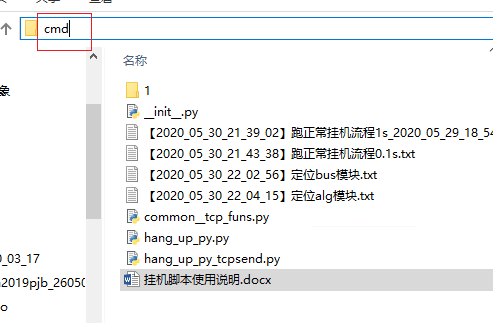 cmd
名称
象
1
__init__.py
【2020_05_30_21_39_02】跑正常挂机流程1s_2020_05_29_18_54
【2020_05_30_21_43_38】跑正常挂机流程0.1s.txt
【2020_05_30_22_02_56】定位bus模块.txt
【2020_05_30_22_04_15】定位alg模块.txt
common__tcp_funs.py
hang_up_py.py
0_03_17
hang_up_py_tcpsend.py
2019pjb_2605
挂机脚本使用说明.docx
o